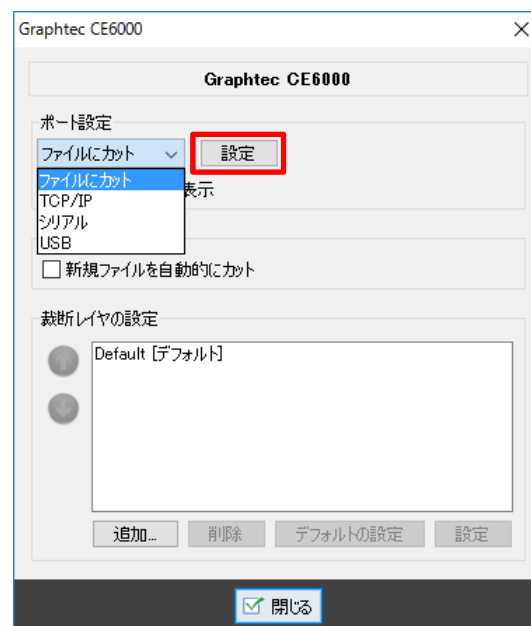 Graphtec CE6000
Graphtec CE6000
ポート設定
ファイルにカット 設定
ファイルにカット
表示
TCP/IP
シリアル
USB
新規ファイルを自動的にカット
裁断レイヤの設定
Default [デフォルト]
追加... 削除 デフォルトの設定 設定
閉じる